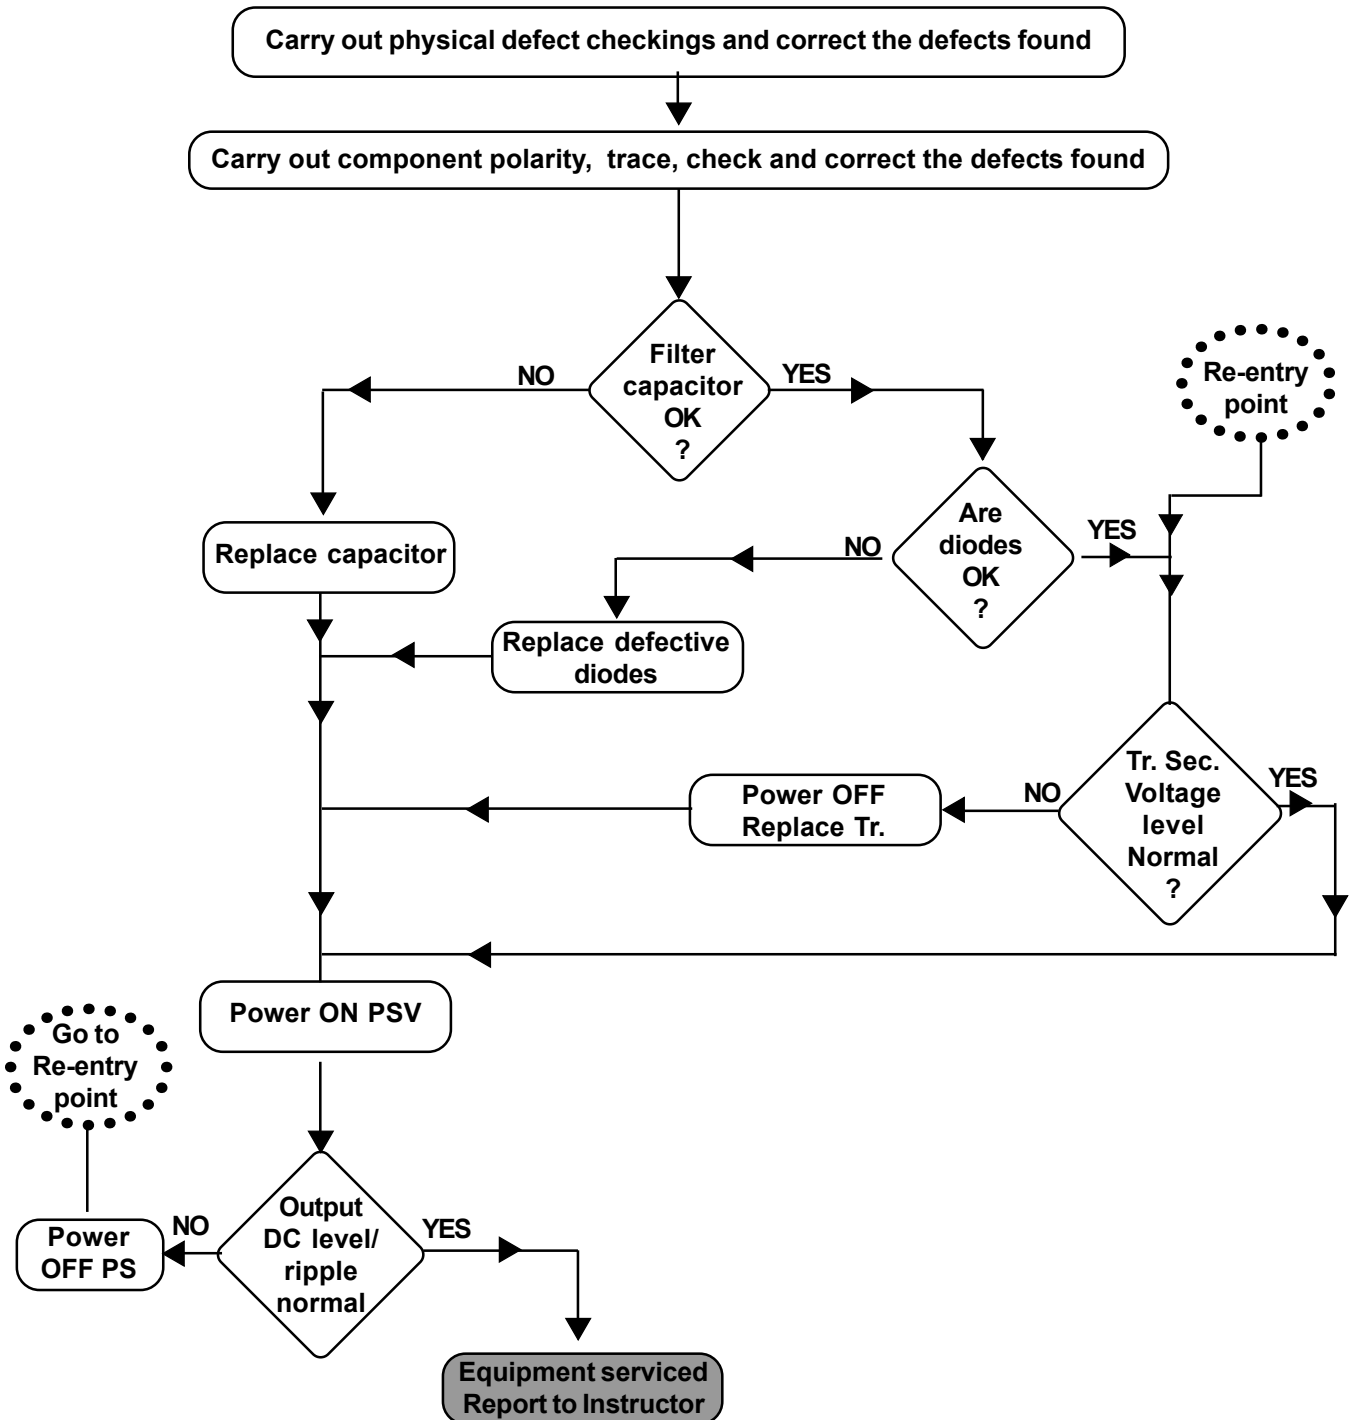 Carry out physical defect checkings and correct the defects found
Carry out component polarity, trace, check and correct the defects found
Filter
capacitor
OK
?
NO
YES
Re-entry
point
Are
diodes
OK
?
NO
YES
Replace capacitor
Replace defective
diodes
Tr. Sec.
Voltage
level
Normal
?
NO
YES
Power OFF
Replace Tr.
Power ON PSV
Go to
Re-entry
point
Output
DC level/
ripple
normal
NO
YES
Power
OFF PS
Equipment serviced
Report to Instructor